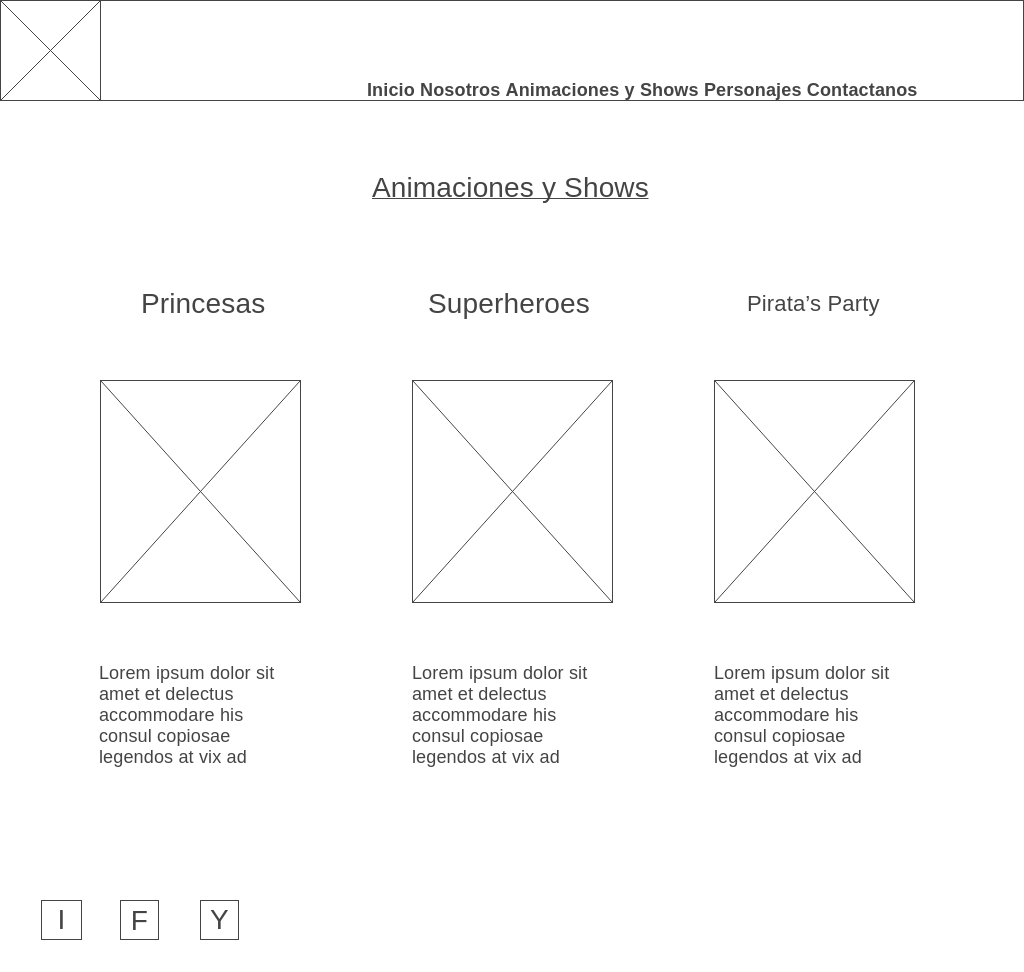 Inicio Nosotros Animaciones y Shows Personajes Contactanos
Animaciones y Shows
Princesas
Superheroes
Pirata’s Party
Lorem ipsum dolor sit
amet et delectus
accommodare his
consul copiosae
legendos at vix ad
Lorem ipsum dolor sit
amet et delectus
accommodare his
consul copiosae
legendos at vix ad
Lorem ipsum dolor sit
amet et delectus
accommodare his
consul copiosae
legendos at vix ad
I
F
Y